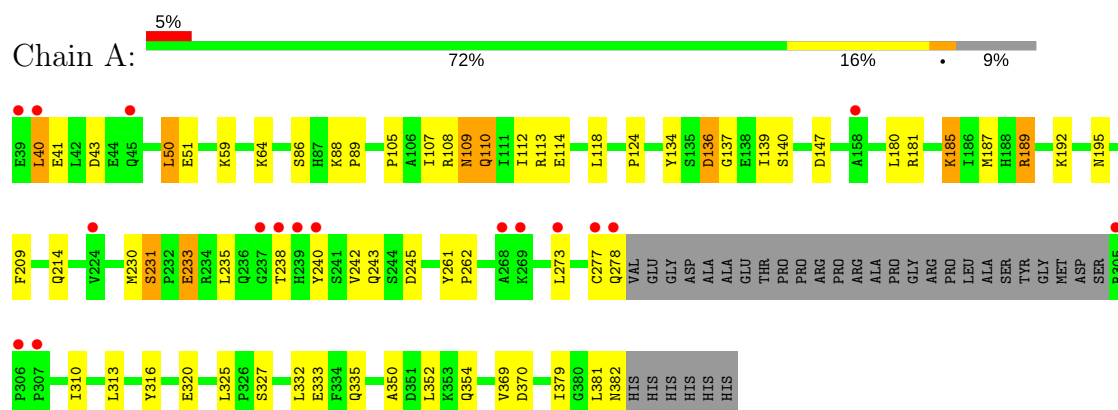 5%
Chain A:
72% 16% • 9%
E39 L40 E41 L42 D43 E44 Q45 L50 E51 K59 K64 S86 H87 K88 P89 P105 A106 I107 R108 N109 Q110 I111 I112 R113 E114 L118 P124 Y134 S135 D136 G137 E138 I139 S140 D147 A158 L180 R181 K185 I186 M187 H188 R189 K192 N195
F209 Q214 V224 M230 S231 P232 E233 R234 L235 Q236 G237 T238 H239 Y240 S241 V242 Q243 S244 D245 Y261 P262 A268 K269 L273 C277 Q278 VAL GLU GLY ASP ALA ALA GLU THR PRO PRO ARG PRO ARG ALA PRO GLY ARG PRO LEU ALA SER TYR GLY MET ASP SER
P306 P307 I310 L313 Y316 E320 L325 P326 S327 L332 E333 F334 Q335 A350 D351 L352 K353 Q354 V369 D370 I379 G380 L381 N382 HIS HIS HIS HIS HIS HIS